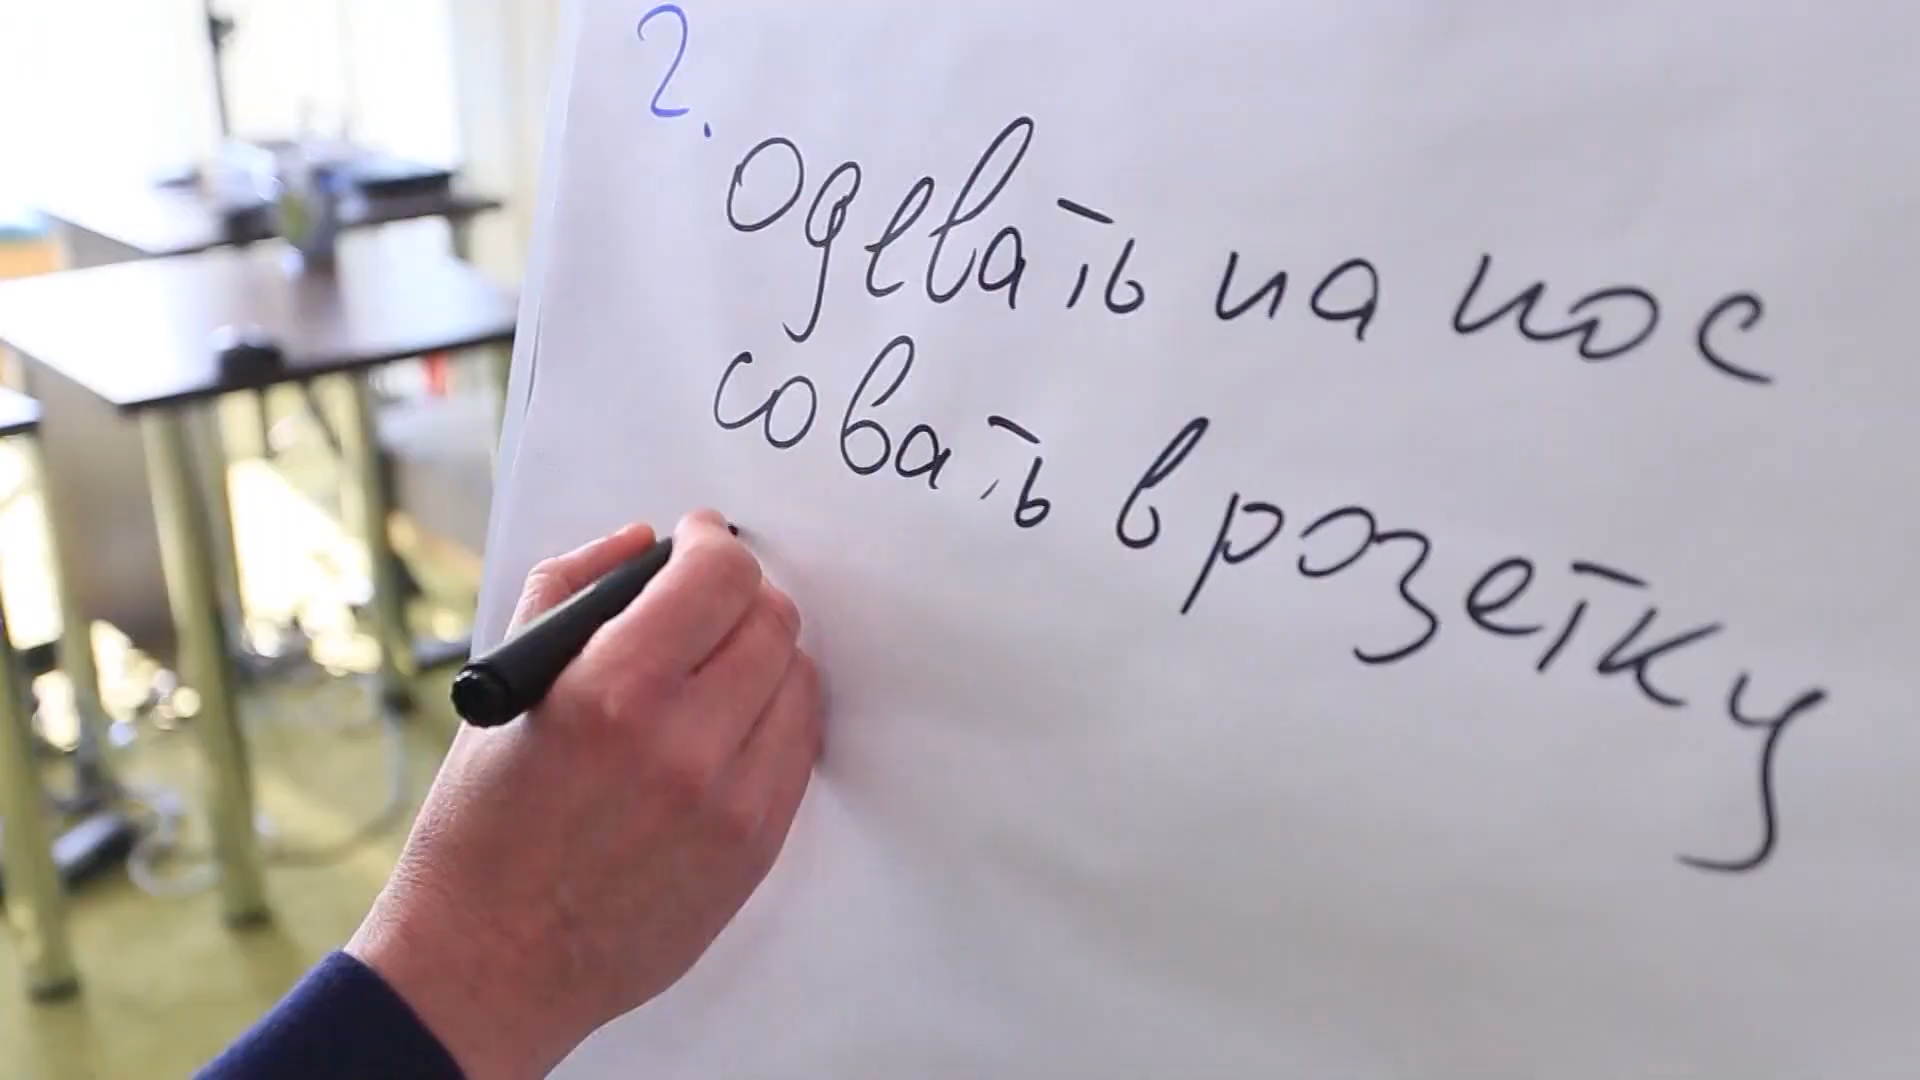 2.
одевать на нос
совать в розетку